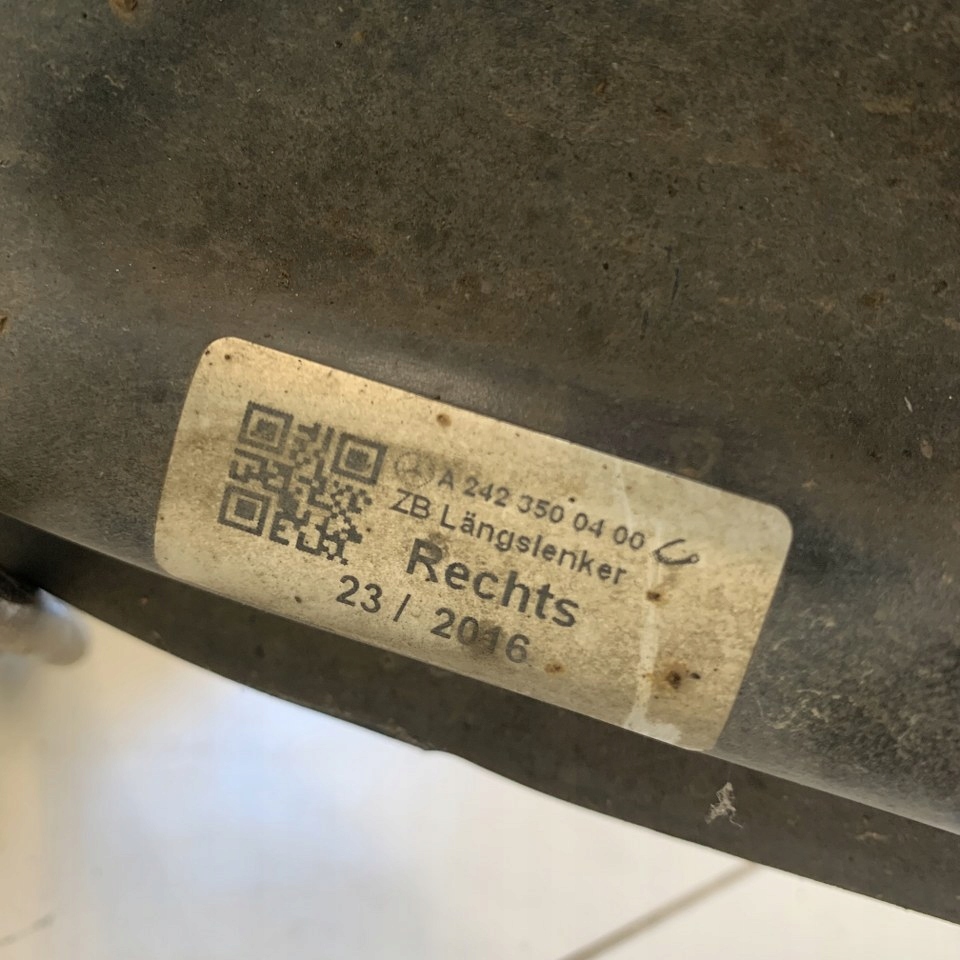 A 242 350 04 00
ZB Längslenker
Rechts
23 / 2016